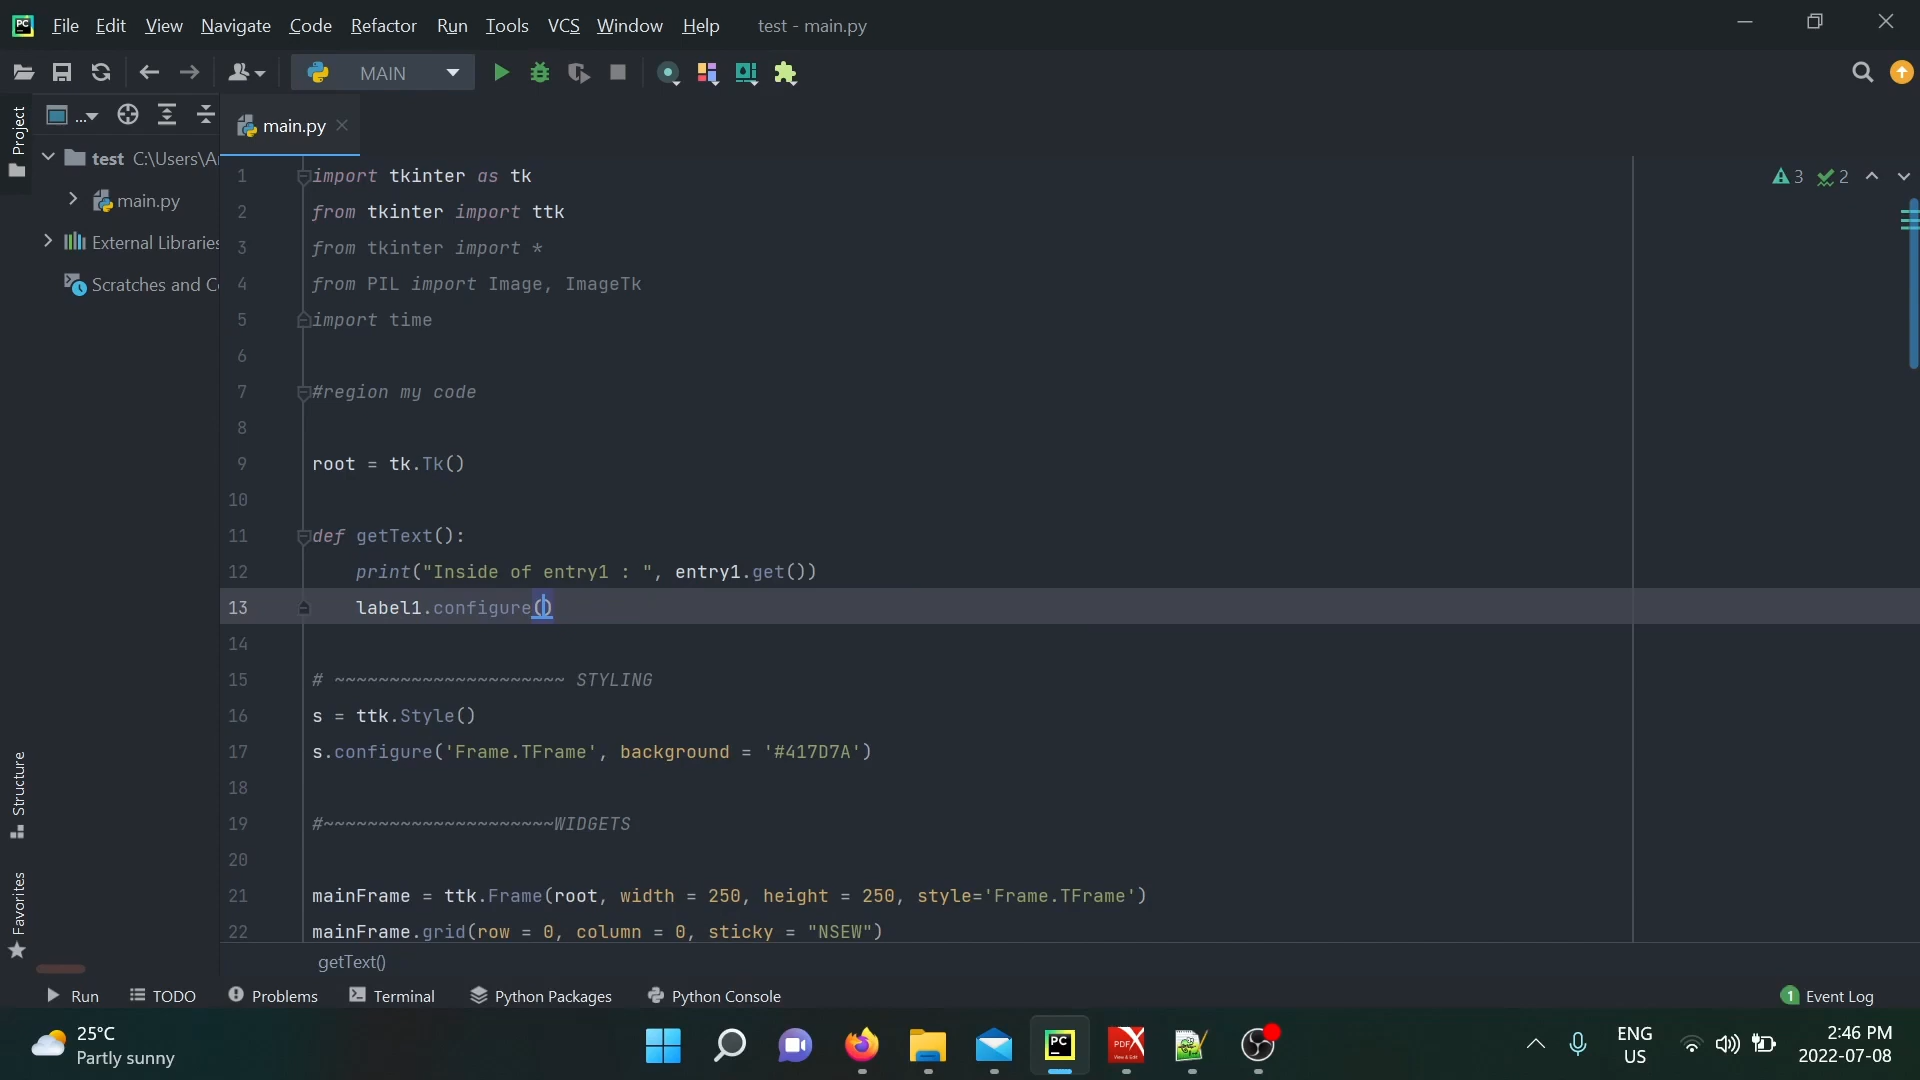 File Edit View Navigate Code Refactor Run Tools VCS Window Help test - main.py
MAIN
Project
...
main.py
test C:\Users\A
main.py
External Libraries
Scratches and C
1 import tkinter as tk
2 from tkinter import ttk
3 from tkinter import *
4 from PIL import Image, ImageTk
5 import time
6
7 #region my code
8
9 root = tk.Tk()
10
11 def getText():
12 print("Inside of entry1 : ", entry1.get())
13 label1.configure()
14
15 # ~~~~~~~~~~~~~~~~~~~~~ STYLING
16 s = ttk.Style()
17 s.configure('Frame.TFrame', background = '#417D7A')
18
19 #~~~~~~~~~~~~~~~~~~~~~WIDGETS
20
21 mainFrame = ttk.Frame(root, width = 250, height = 250, style='Frame.TFrame')
22 mainFrame.grid(row = 0, column = 0, sticky = "NSEW")
3 2
Structure
Favorites
getText()
Run TODO Problems Terminal Python Packages Python Console 1 Event Log
25°C
Partly sunny
PC
PDF
View & Edit
ENG
US
2:46 PM
2022-07-08